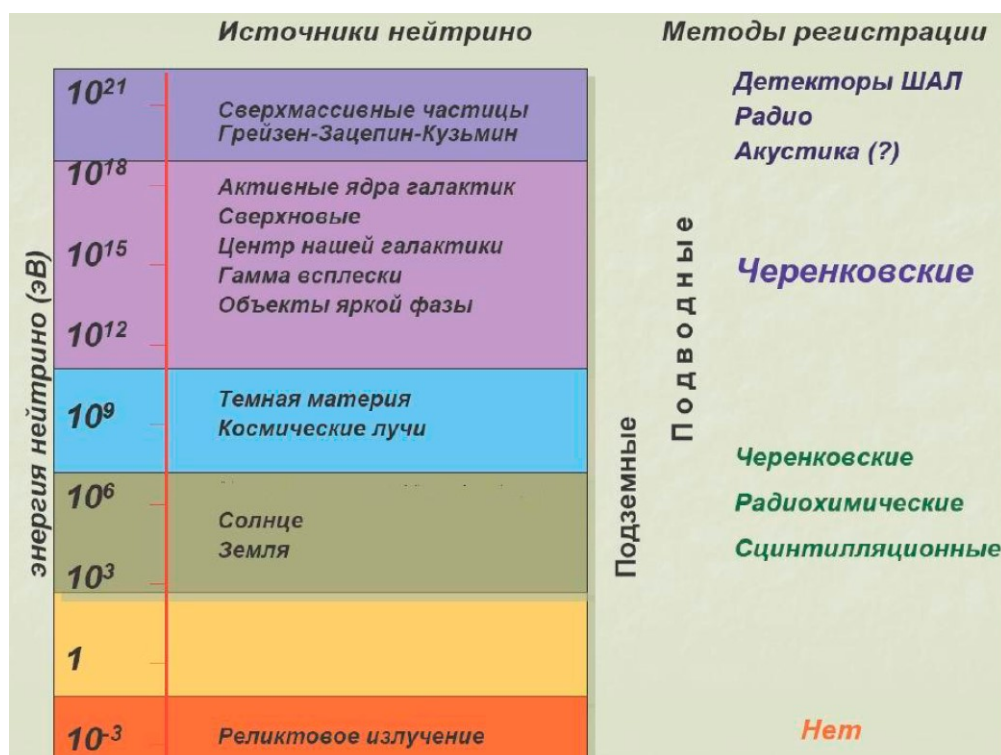 Источники нейтрино
Методы регистрации
энергия нейтрино (эВ)
10²¹
Сверхмассивные частицы
Грейзен-Зацепин-Кузьмин
10¹⁸
Активные ядра галактик
Сверхновые
10¹⁵
Центр нашей галактики
Гамма всплески
Объекты яркой фазы
10¹²
10⁹
Темная материя
Космические лучи
10⁶
Солнце
Земля
10³
1
10⁻³
Реликтовое излучение
Подземные
Подводные
Детекторы ШАЛ
Радио
Акустика (?)
Черенковские
Черенковские
Радиохимические
Сцинтилляционные
Нет